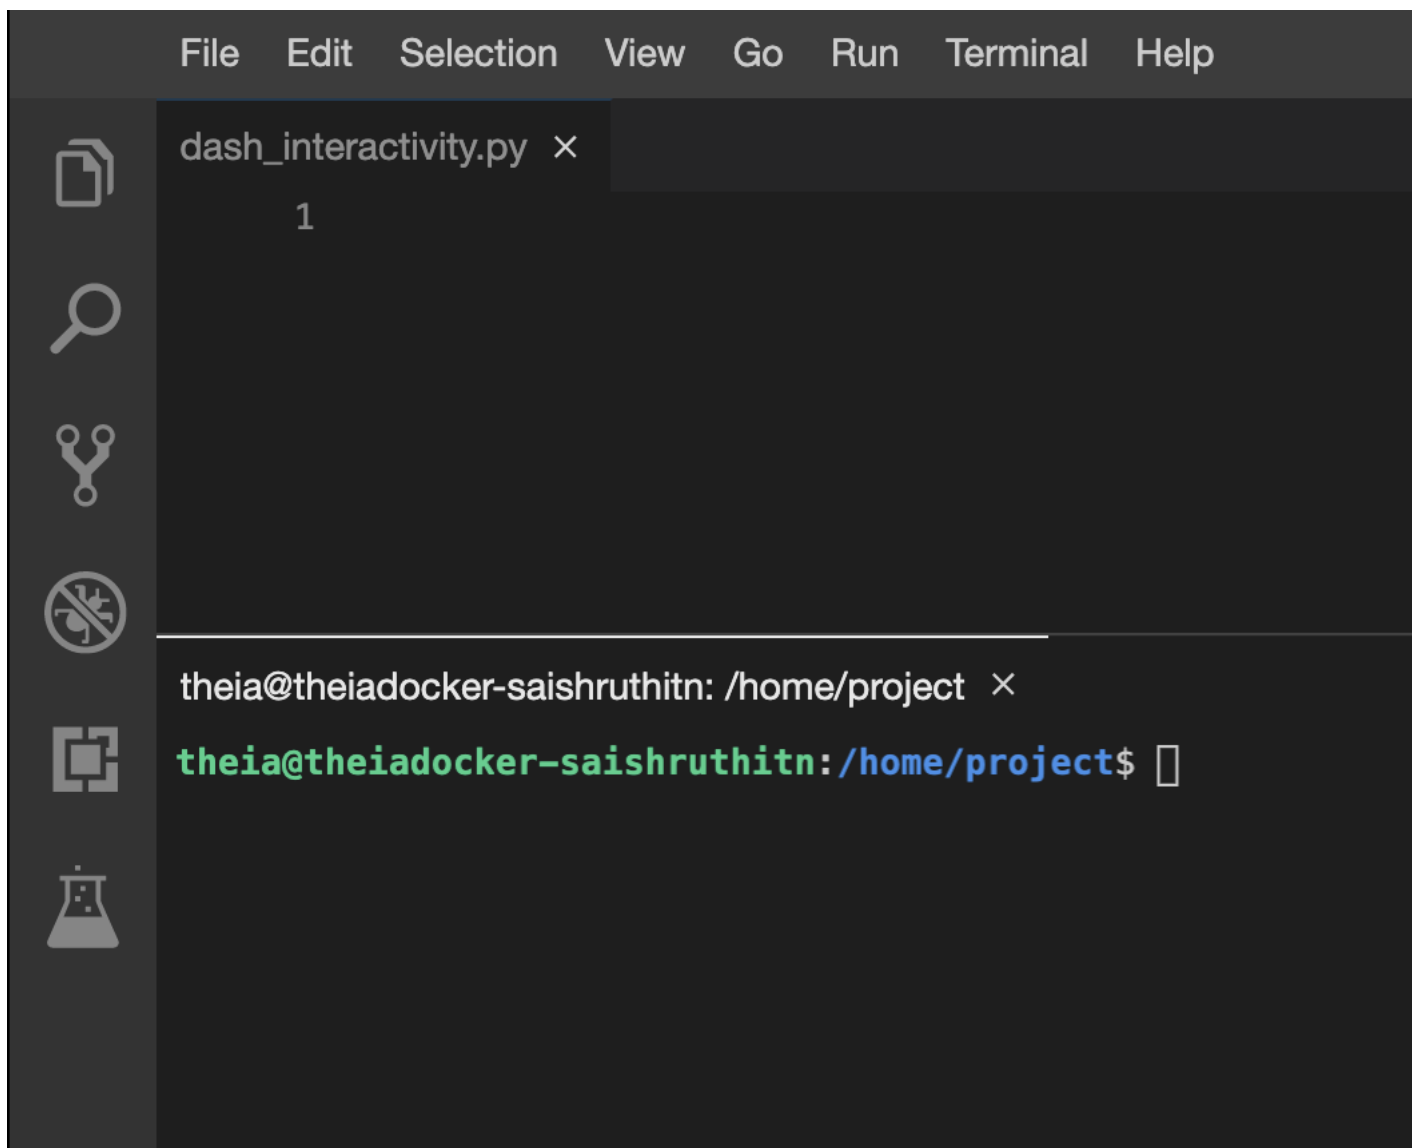 File Edit Selection View Go Run Terminal Help
dash_interactivity.py ×
1
theia@theiadocker-saishruthitn: /home/project ×
theia@theiadocker-saishruthitn:/home/project$